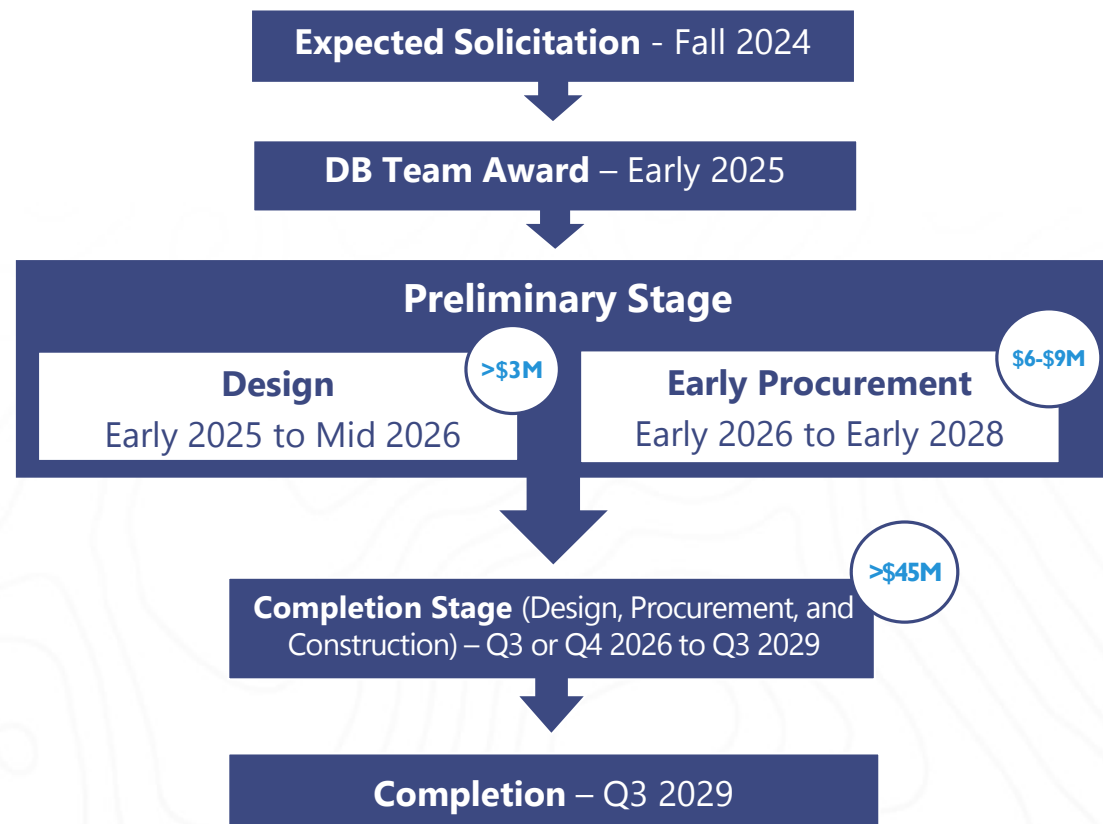 Expected Solicitation - Fall 2024
DB Team Award – Early 2025
Preliminary Stage
Design
>$3M
Early 2025 to Mid 2026
Early Procurement
$6-$9M
Early 2026 to Early 2028
>$45M
Completion Stage (Design, Procurement, and
Construction) – Q3 or Q4 2026 to Q3 2029
Completion – Q3 2029